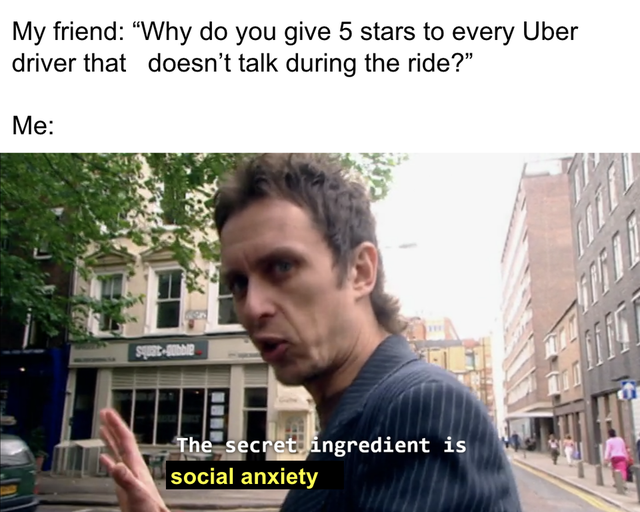 My friend: “Why do you give 5 stars to every Uber
driver that   doesn’t talk during the ride?”
Me:
The secret ingredient is
social anxiety